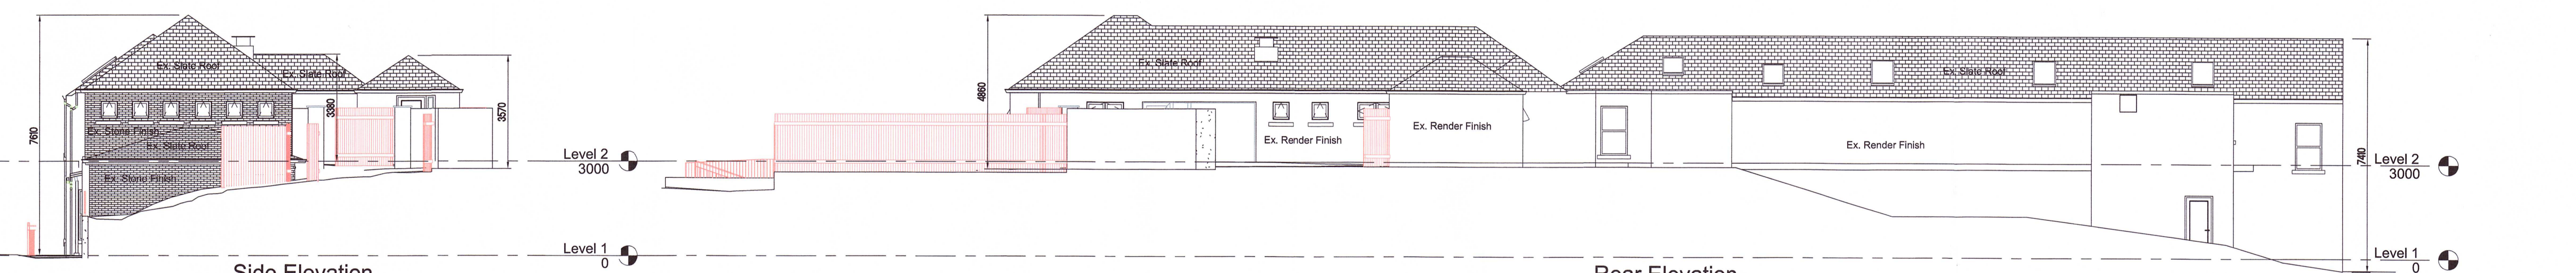 Ex. Slate Roof
Ex. Slate Roof
Ex. Stone Finish
Ex. Slate Roof
Ex. Stone Finish
7610
3380
3570
Level 2
3000
Level 1
0
Side Elevation
4860
Ex. Slate Roof
Ex. Render Finish
Ex. Render Finish
Ex. Slate Roof
Ex. Render Finish
7410
Level 2
3000
Level 1
0
Rear Elevation